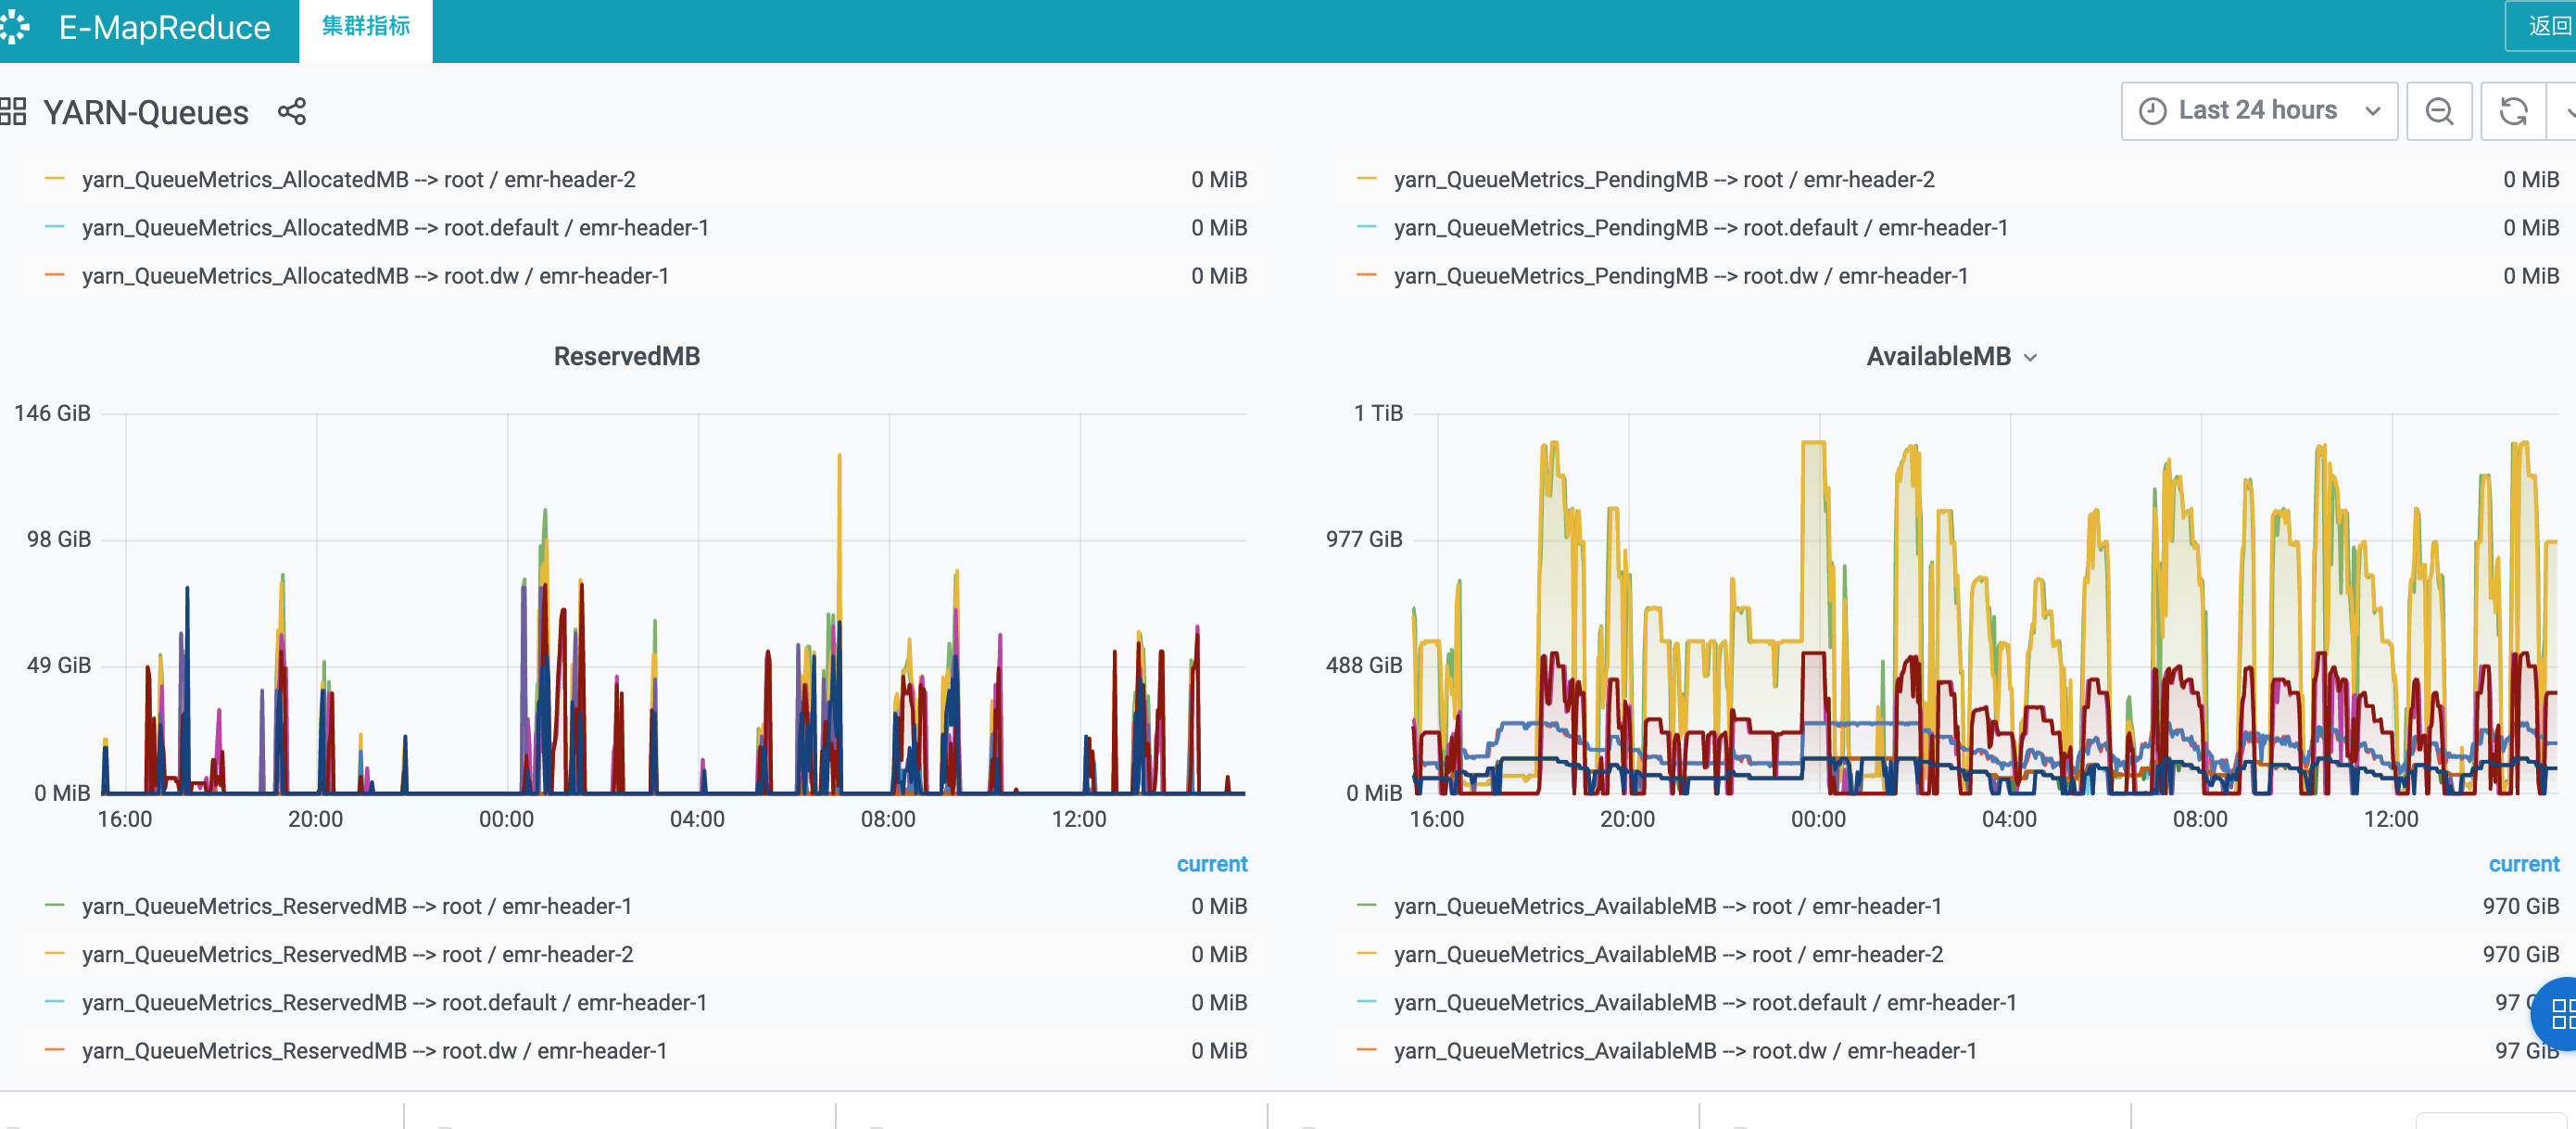 E-MapReduce
集群指标
返回
YARN-Queues
Last 24 hours
yarn_QueueMetrics_AllocatedMB --> root / emr-header-2 0 MiB
yarn_QueueMetrics_AllocatedMB --> root.default / emr-header-1 0 MiB
yarn_QueueMetrics_AllocatedMB --> root.dw / emr-header-1 0 MiB
yarn_QueueMetrics_PendingMB --> root / emr-header-2 0 MiB
yarn_QueueMetrics_PendingMB --> root.default / emr-header-1 0 MiB
yarn_QueueMetrics_PendingMB --> root.dw / emr-header-1 0 MiB
ReservedMB
146 GiB
98 GiB
49 GiB
0 MiB
16:00 20:00 00:00 04:00 08:00 12:00
current
yarn_QueueMetrics_ReservedMB --> root / emr-header-1 0 MiB
yarn_QueueMetrics_ReservedMB --> root / emr-header-2 0 MiB
yarn_QueueMetrics_ReservedMB --> root.default / emr-header-1 0 MiB
yarn_QueueMetrics_ReservedMB --> root.dw / emr-header-1 0 MiB
AvailableMB
1 TiB
977 GiB
488 GiB
0 MiB
16:00 20:00 00:00 04:00 08:00 12:00
current
yarn_QueueMetrics_AvailableMB --> root / emr-header-1 970 GiB
yarn_QueueMetrics_AvailableMB --> root / emr-header-2 970 GiB
yarn_QueueMetrics_AvailableMB --> root.default / emr-header-1 97
yarn_QueueMetrics_AvailableMB --> root.dw / emr-header-1 97 GiB